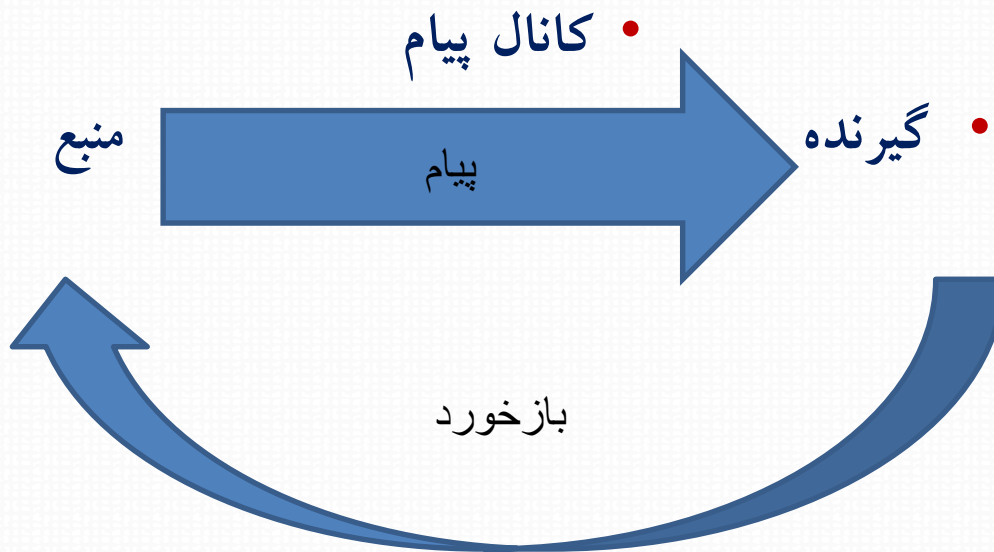 • کانال پیام
• گیرنده
منبع
پیام
بازخورد